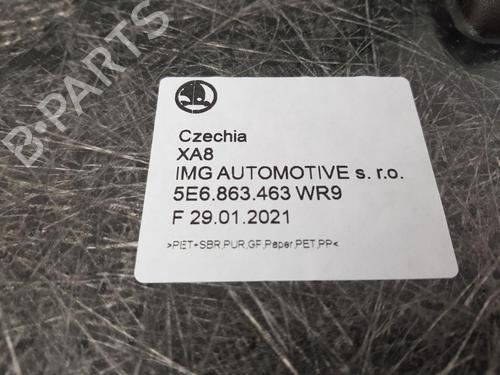 B-PARTS
Czechia
XA8
IMG AUTOMOTIVE s. r.o.
5E6.863.463 WR9
F 29.01.2021
>PET+SBR,PUR,GF,Paper,PET,PP<